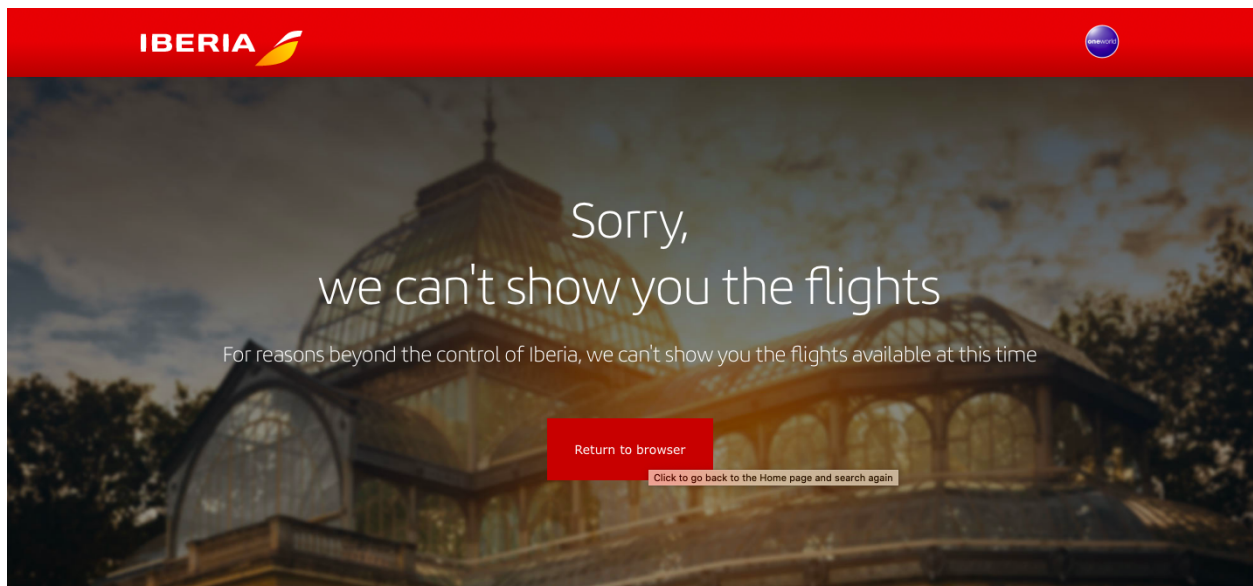 IBERIA
oneworld
Sorry,
we can't show you the flights
For reasons beyond the control of Iberia, we can't show you the flights available at this time
Return to browser
Click to go back to the Home page and search again